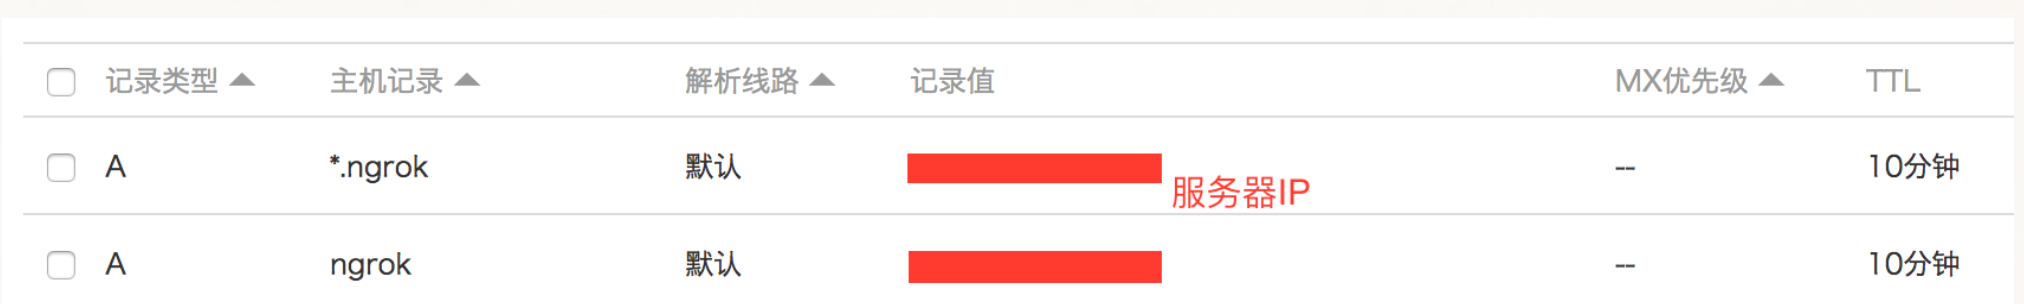 记录类型 主机记录 解析线路 记录值 MX优先级 TTL
A *.ngrok 默认 服务器IP -- 10分钟
A ngrok 默认 -- 10分钟